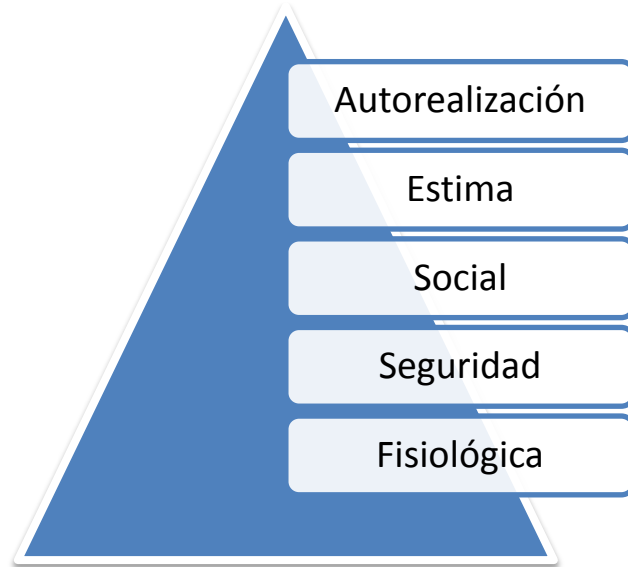 Autorealización
Estima
Social
Seguridad
Fisiológica